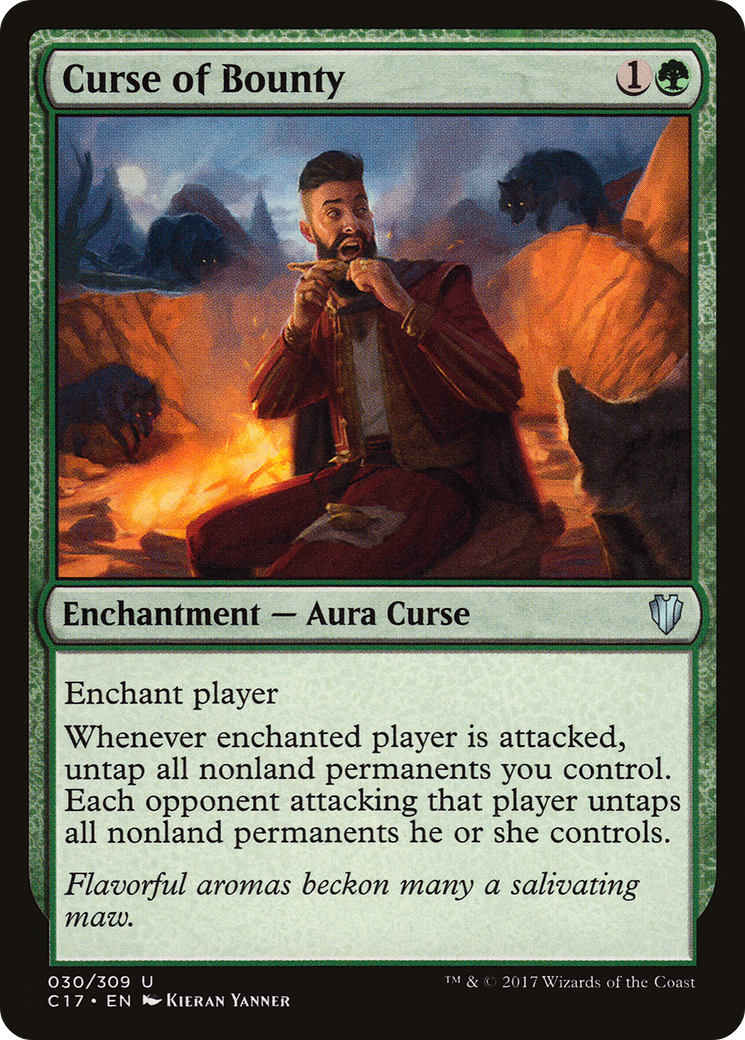 Curse of Bounty 1
Enchantment — Aura Curse
Enchant player
Whenever enchanted player is attacked,
untap all nonland permanents you control.
Each opponent attacking that player untaps
all nonland permanents he or she controls.
Flavorful aromas beckon many a salivating
maw.
030/309 U
™ & © 2017 Wizards of the Coast
C17 • EN Kieran Yanner